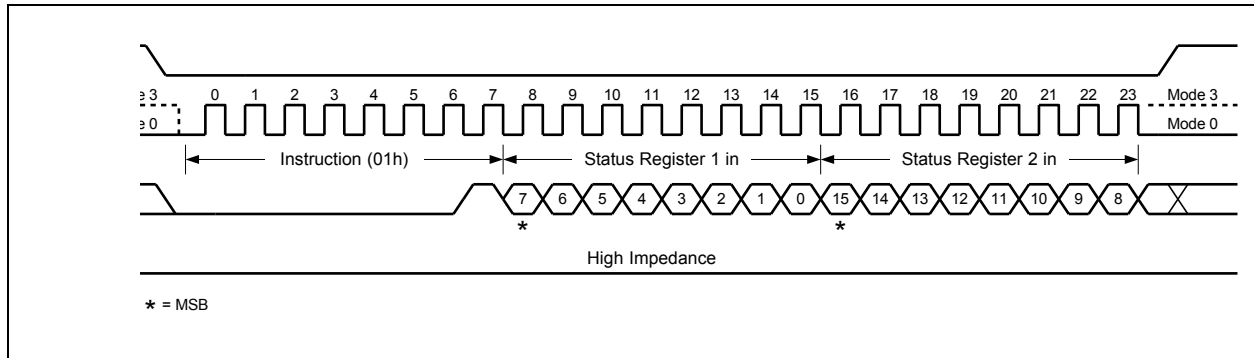 e 3 0 1 2 3 4 5 6 7 8 9 10 11 12 13 14 15 16 17 18 19 20 21 22 23 Mode 3
e 0 Mode 0
Instruction (01h) Status Register 1 in Status Register 2 in
7 6 5 4 3 2 1 0 15 14 13 12 11 10 9 8
* *
High Impedance
* = MSB